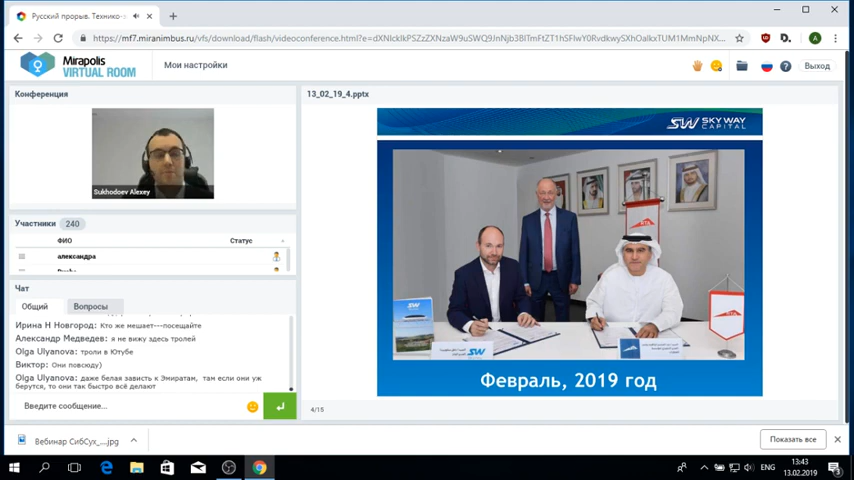 Русский прорыв. Технико-э
https://mf7.miranimbus.ru/vfs/download/flash/videoconference.html?e=
Mirapolis
VIRTUAL ROOM
Мои настройки
Выход
Конференция
Sukhodoev Alexey
Участники 240
ФИО Статус
александра
Чат
Общий Вопросы
Ирина Н Новгород: Кто же мешает---посещайте
Александр Медведев: я не вижу здесь тролей
Olga Ulyanova: троли в Ютубе
Виктор: Они повсюду)
Olga Ulyanova: даже белая зависть к Эмиратам, там если они уж
берутся, то они так быстро всё делают
Введите сообщение...
13_02_19_4.pptx
SW SKY WAY
CAPITAL
RTA
SW
SW
Февраль, 2019 год
4/15
Вебинар СибСух_....jpg
Показать все
ENG
13:43
13.02.2019
3